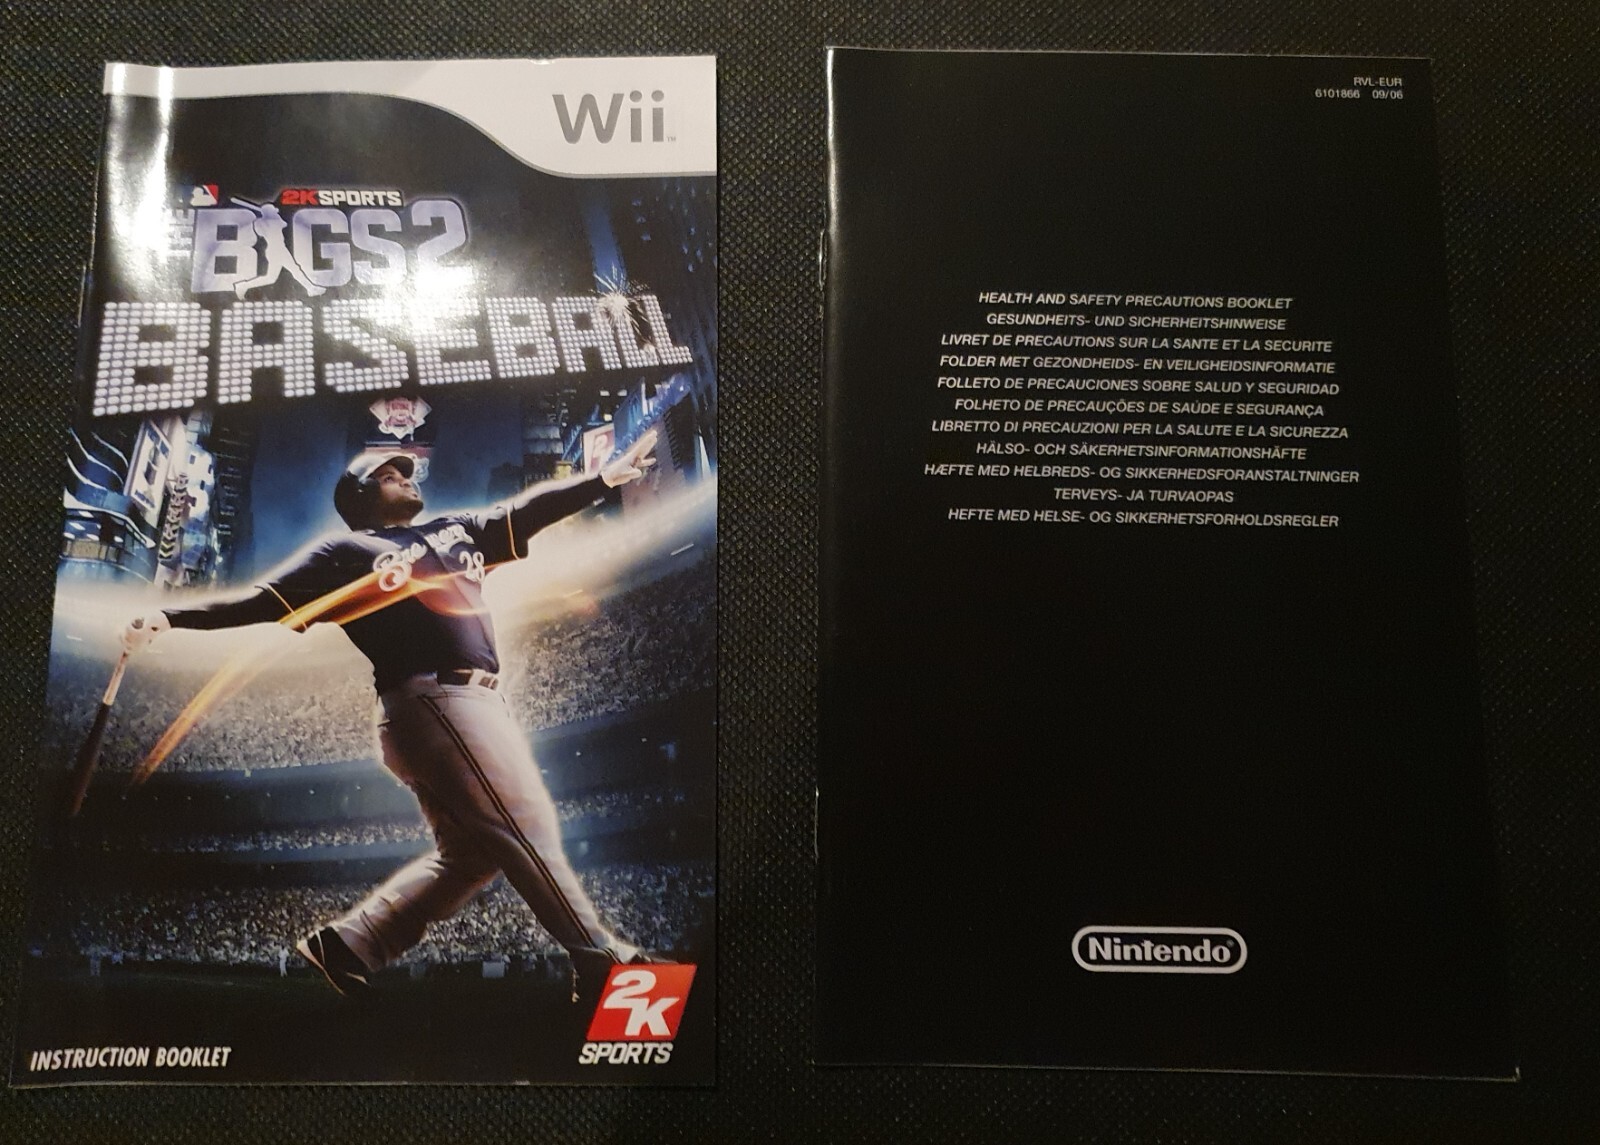 Wii™
2K SPORTS
THE
BIGS 2
BASEBALL
Brewers
28
2K
SPORTS
INSTRUCTION BOOKLET
RVL-EUR
6101866 09/06
HEALTH AND SAFETY PRECAUTIONS BOOKLET
GESUNDHEITS- UND SICHERHEITSHINWEISE
LIVRET DE PRECAUTIONS SUR LA SANTE ET LA SECURITE
FOLDER MET GEZONDHEIDS- EN VEILIGHEIDSINFORMATIE
FOLLETO DE PRECAUCIONES SOBRE SALUD Y SEGURIDAD
FOLHETO DE PRECAUÇÕES DE SAÚDE E SEGURANÇA
LIBRETTO DI PRECAUZIONI PER LA SALUTE E LA SICUREZZA
HÄLSO- OCH SÄKERHETSINFORMATIONSHÄFTE
HÆFTE MED HELBREDS- OG SIKKERHEDSFORANSTALTNINGER
TERVEYS- JA TURVAOPAS
HEFTE MED HELSE- OG SIKKERHETSFORHOLDSREGLER
Nintendo®